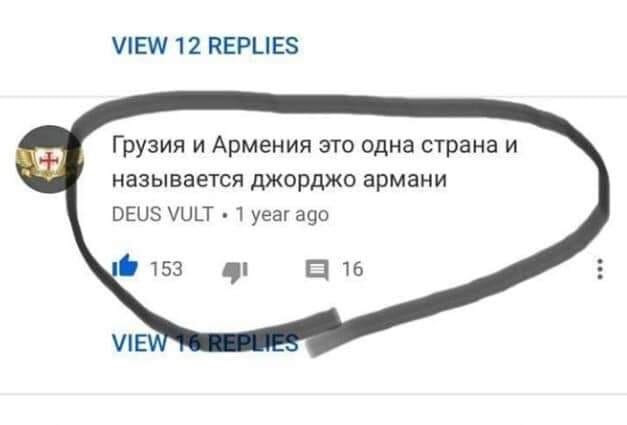 VIEW 12 REPLIES
Грузия и Армения это одна страна и
называется джорджо армани
DEUS VULT • 1 year ago
153 16
VIEW 16 REPLIES